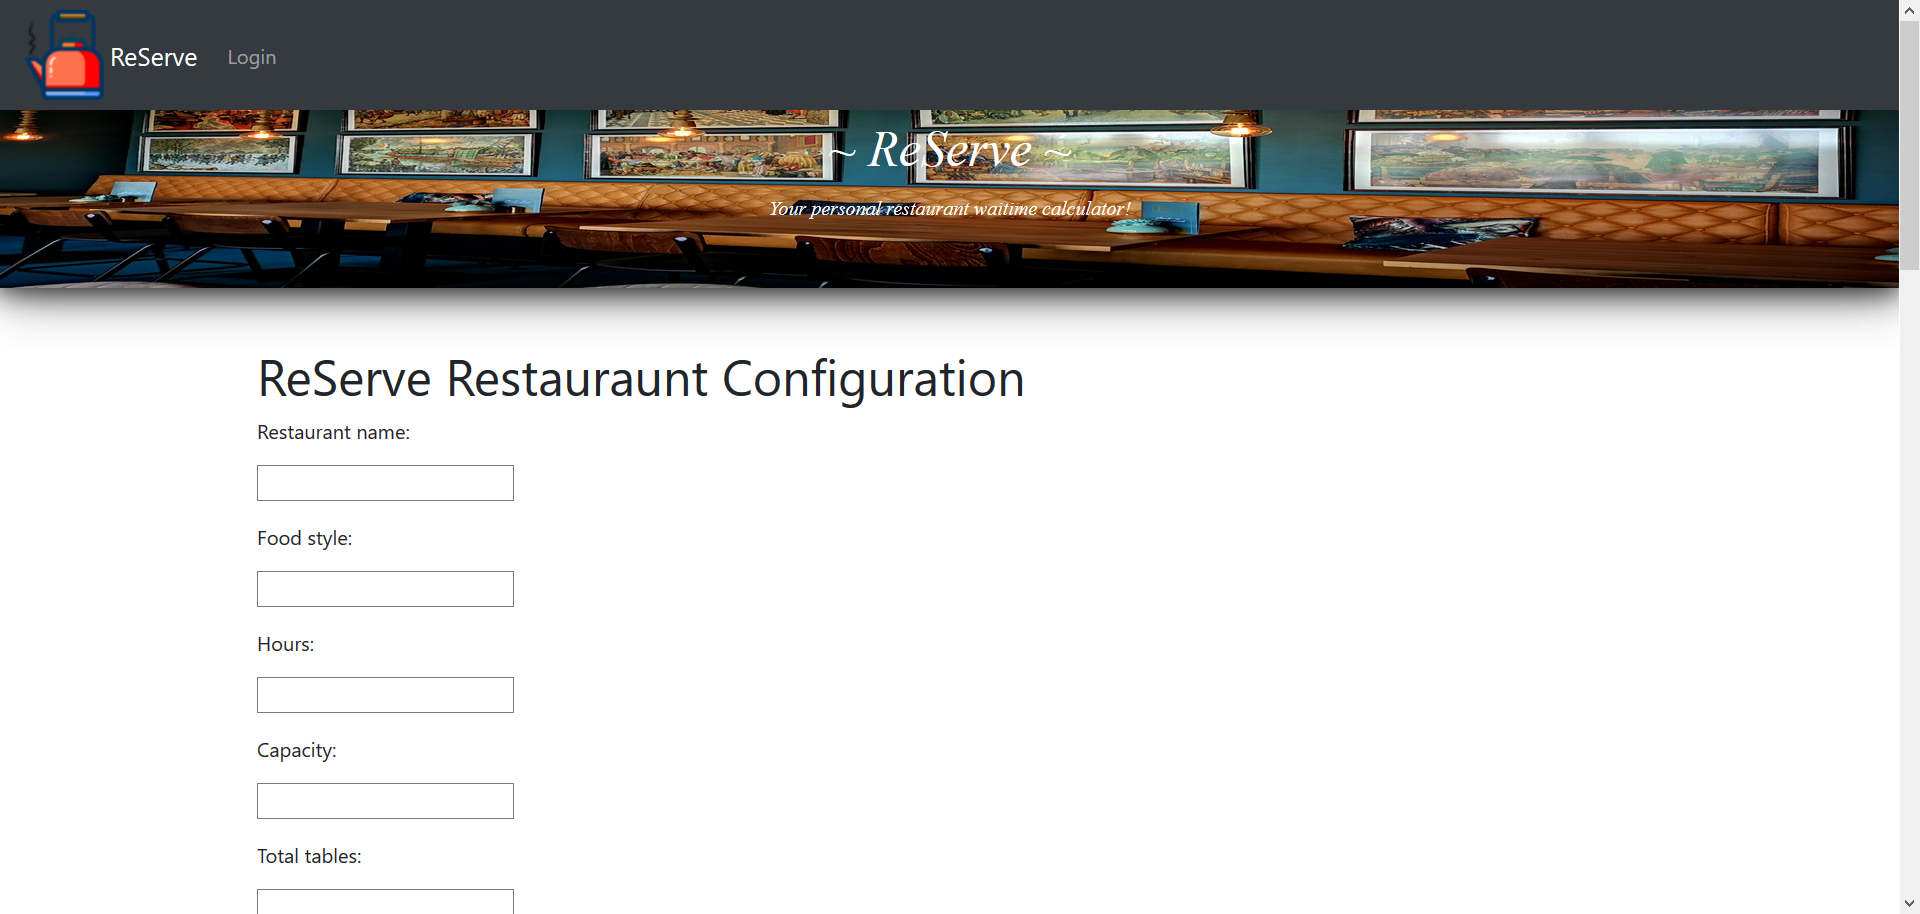 ReServe Login
~ ReServe ~
Your personal restaurant waitime calculator!
ReServe Restauraunt Configuration
Restaurant name:
Food style:
Hours:
Capacity:
Total tables: